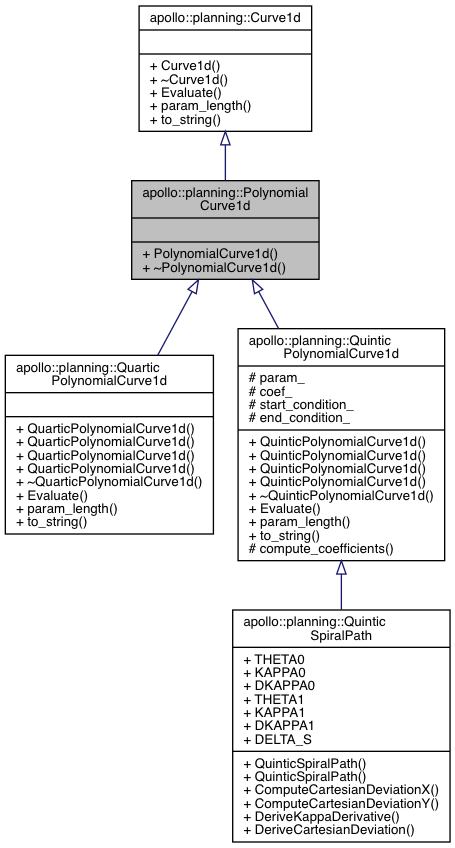 apollo::planning::Curve1d
+ Curve1d()
+ ~Curve1d()
+ Evaluate()
+ param_length()
+ to_string()
apollo::planning::Polynomial
Curve1d
+ PolynomialCurve1d()
+ ~PolynomialCurve1d()
apollo::planning::Quartic
PolynomialCurve1d
+ QuarticPolynomialCurve1d()
+ QuarticPolynomialCurve1d()
+ QuarticPolynomialCurve1d()
+ QuarticPolynomialCurve1d()
+ ~QuarticPolynomialCurve1d()
+ Evaluate()
+ param_length()
+ to_string()
apollo::planning::Quintic
PolynomialCurve1d
# param_
# coef_
# start_condition_
# end_condition_
+ QuinticPolynomialCurve1d()
+ QuinticPolynomialCurve1d()
+ QuinticPolynomialCurve1d()
+ QuinticPolynomialCurve1d()
+ ~QuinticPolynomialCurve1d()
+ Evaluate()
+ param_length()
+ to_string()
# compute_coefficients()
apollo::planning::Quintic
SpiralPath
+ THETA0
+ KAPPA0
+ DKAPPA0
+ THETA1
+ KAPPA1
+ DKAPPA1
+ DELTA_S
+ QuinticSpiralPath()
+ QuinticSpiralPath()
+ ComputeCartesianDeviationX()
+ ComputeCartesianDeviationY()
+ DeriveKappaDerivative()
+ DeriveCartesianDeviation()